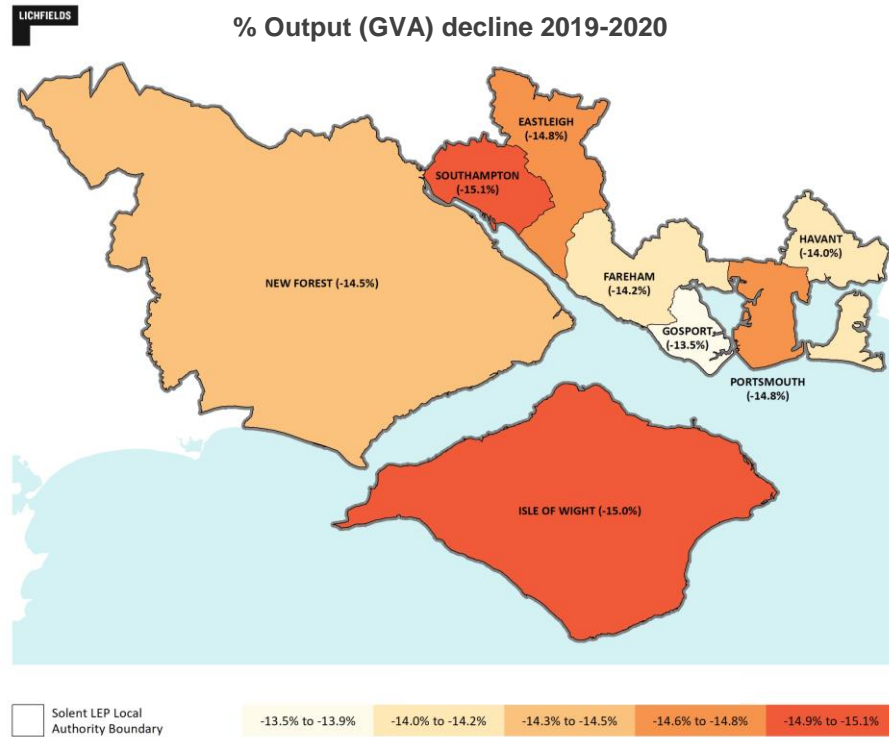 LICHFIELDS
% Output (GVA) decline 2019-2020
EASTLEIGH
(-14.8%)
SOUTHAMPTON
(-15.1%)
HAVANT
(-14.0%)
NEW FOREST (-14.5%)
FAREHAM
(-14.2%)
GOSPORT
(-13.5%)
PORTSMOUTH
(-14.8%)
ISLE OF WIGHT (-15.0%)
Solent LEP Local
Authority Boundary
-13.5% to -13.9%
-14.0% to -14.2%
-14.3% to -14.5%
-14.6% to -14.8%
-14.9% to -15.1%